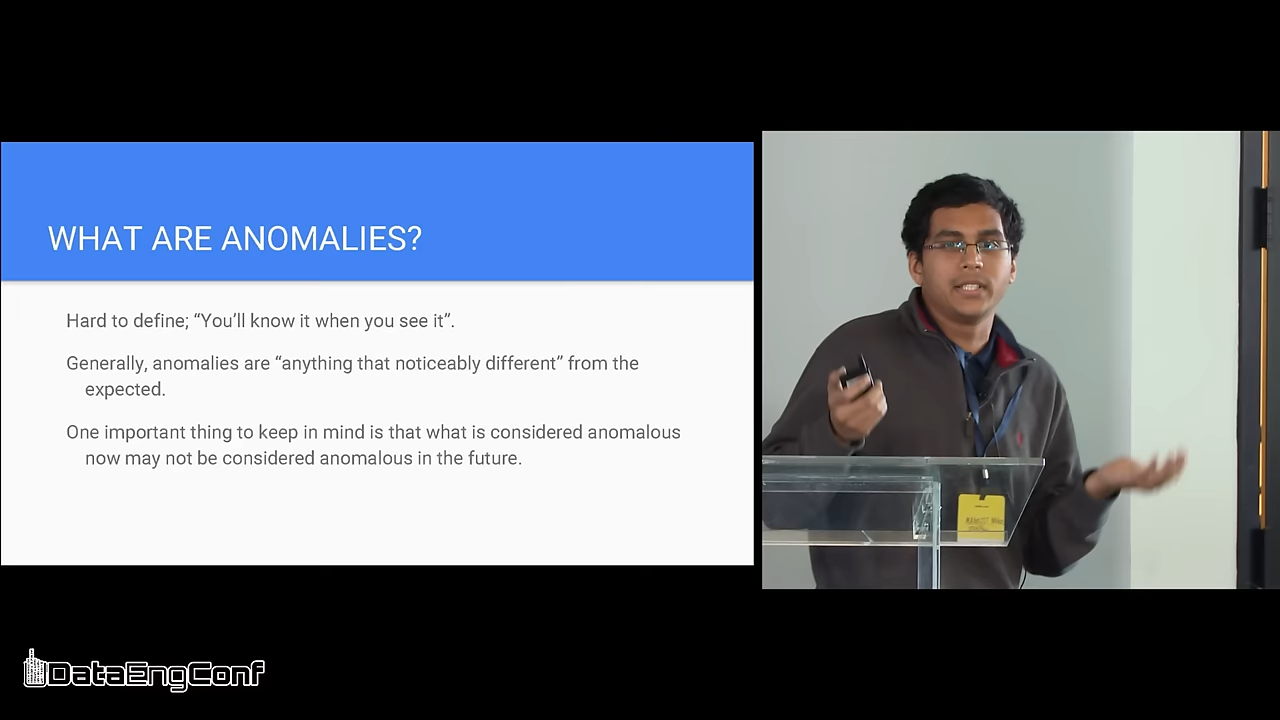 WHAT ARE ANOMALIES?
Hard to define; “You’ll know it when you see it”.
Generally, anomalies are “anything that noticeably different” from the
expected.
One important thing to keep in mind is that what is considered anomalous
now may not be considered anomalous in the future.
DataEngConf